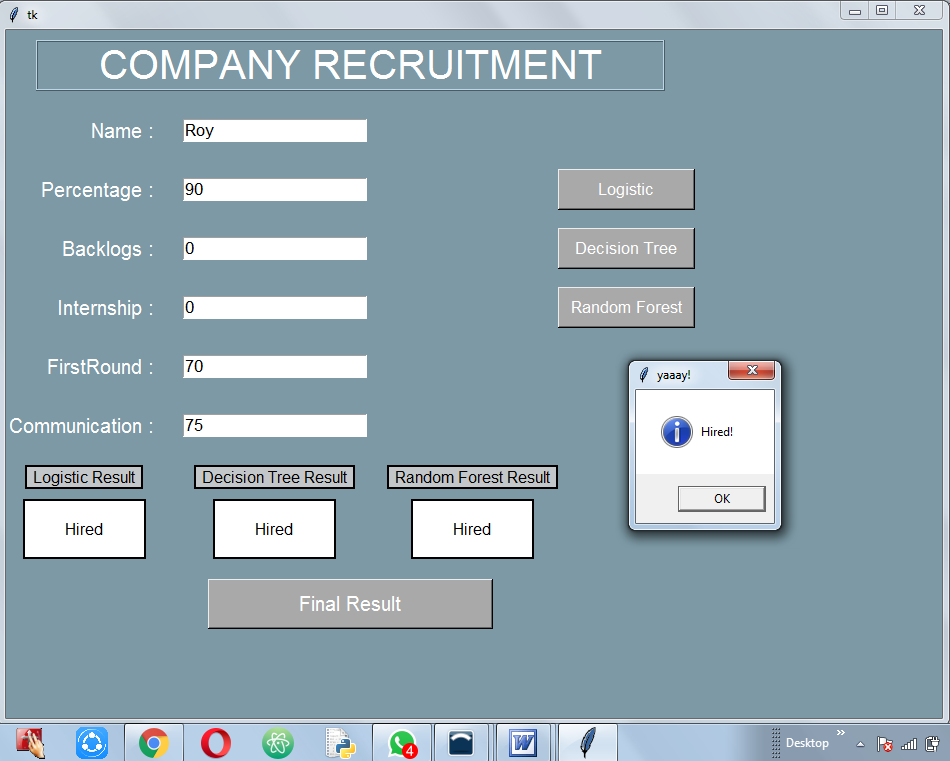 tk
COMPANY RECRUITMENT
Name : Roy
Percentage : 90
Logistic
Backlogs : 0
Decision Tree
Internship : 0
Random Forest
FirstRound : 70
yaaay!
Hired!
OK
Communication : 75
Logistic Result Decision Tree Result Random Forest Result
Hired Hired Hired
Final Result
4
W
Desktop